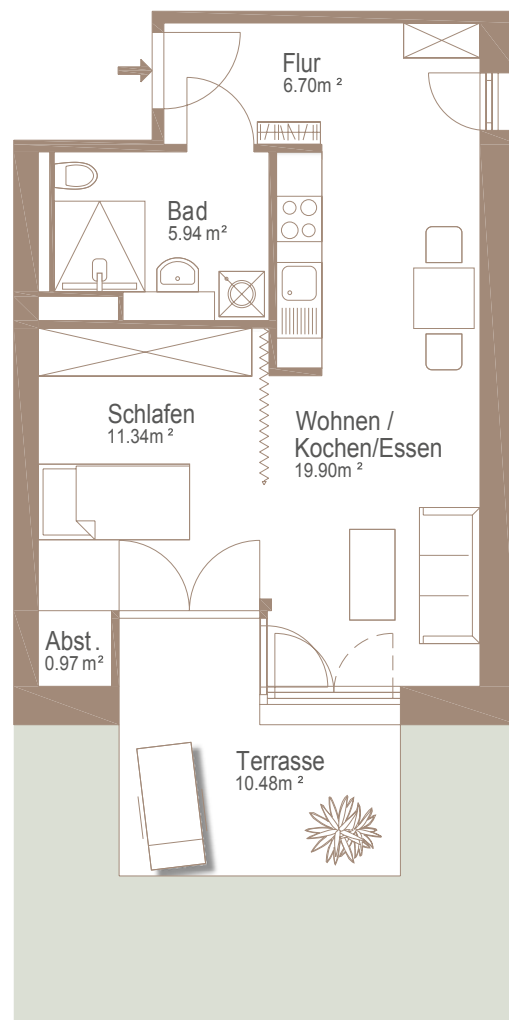 Flur
6.70m ²
Bad
5.94 m²
Schlafen
11.34m ²
Wohnen /
Kochen/Essen
19.90m ²
Abst.
0.97 m²
Terrasse
10.48m ²